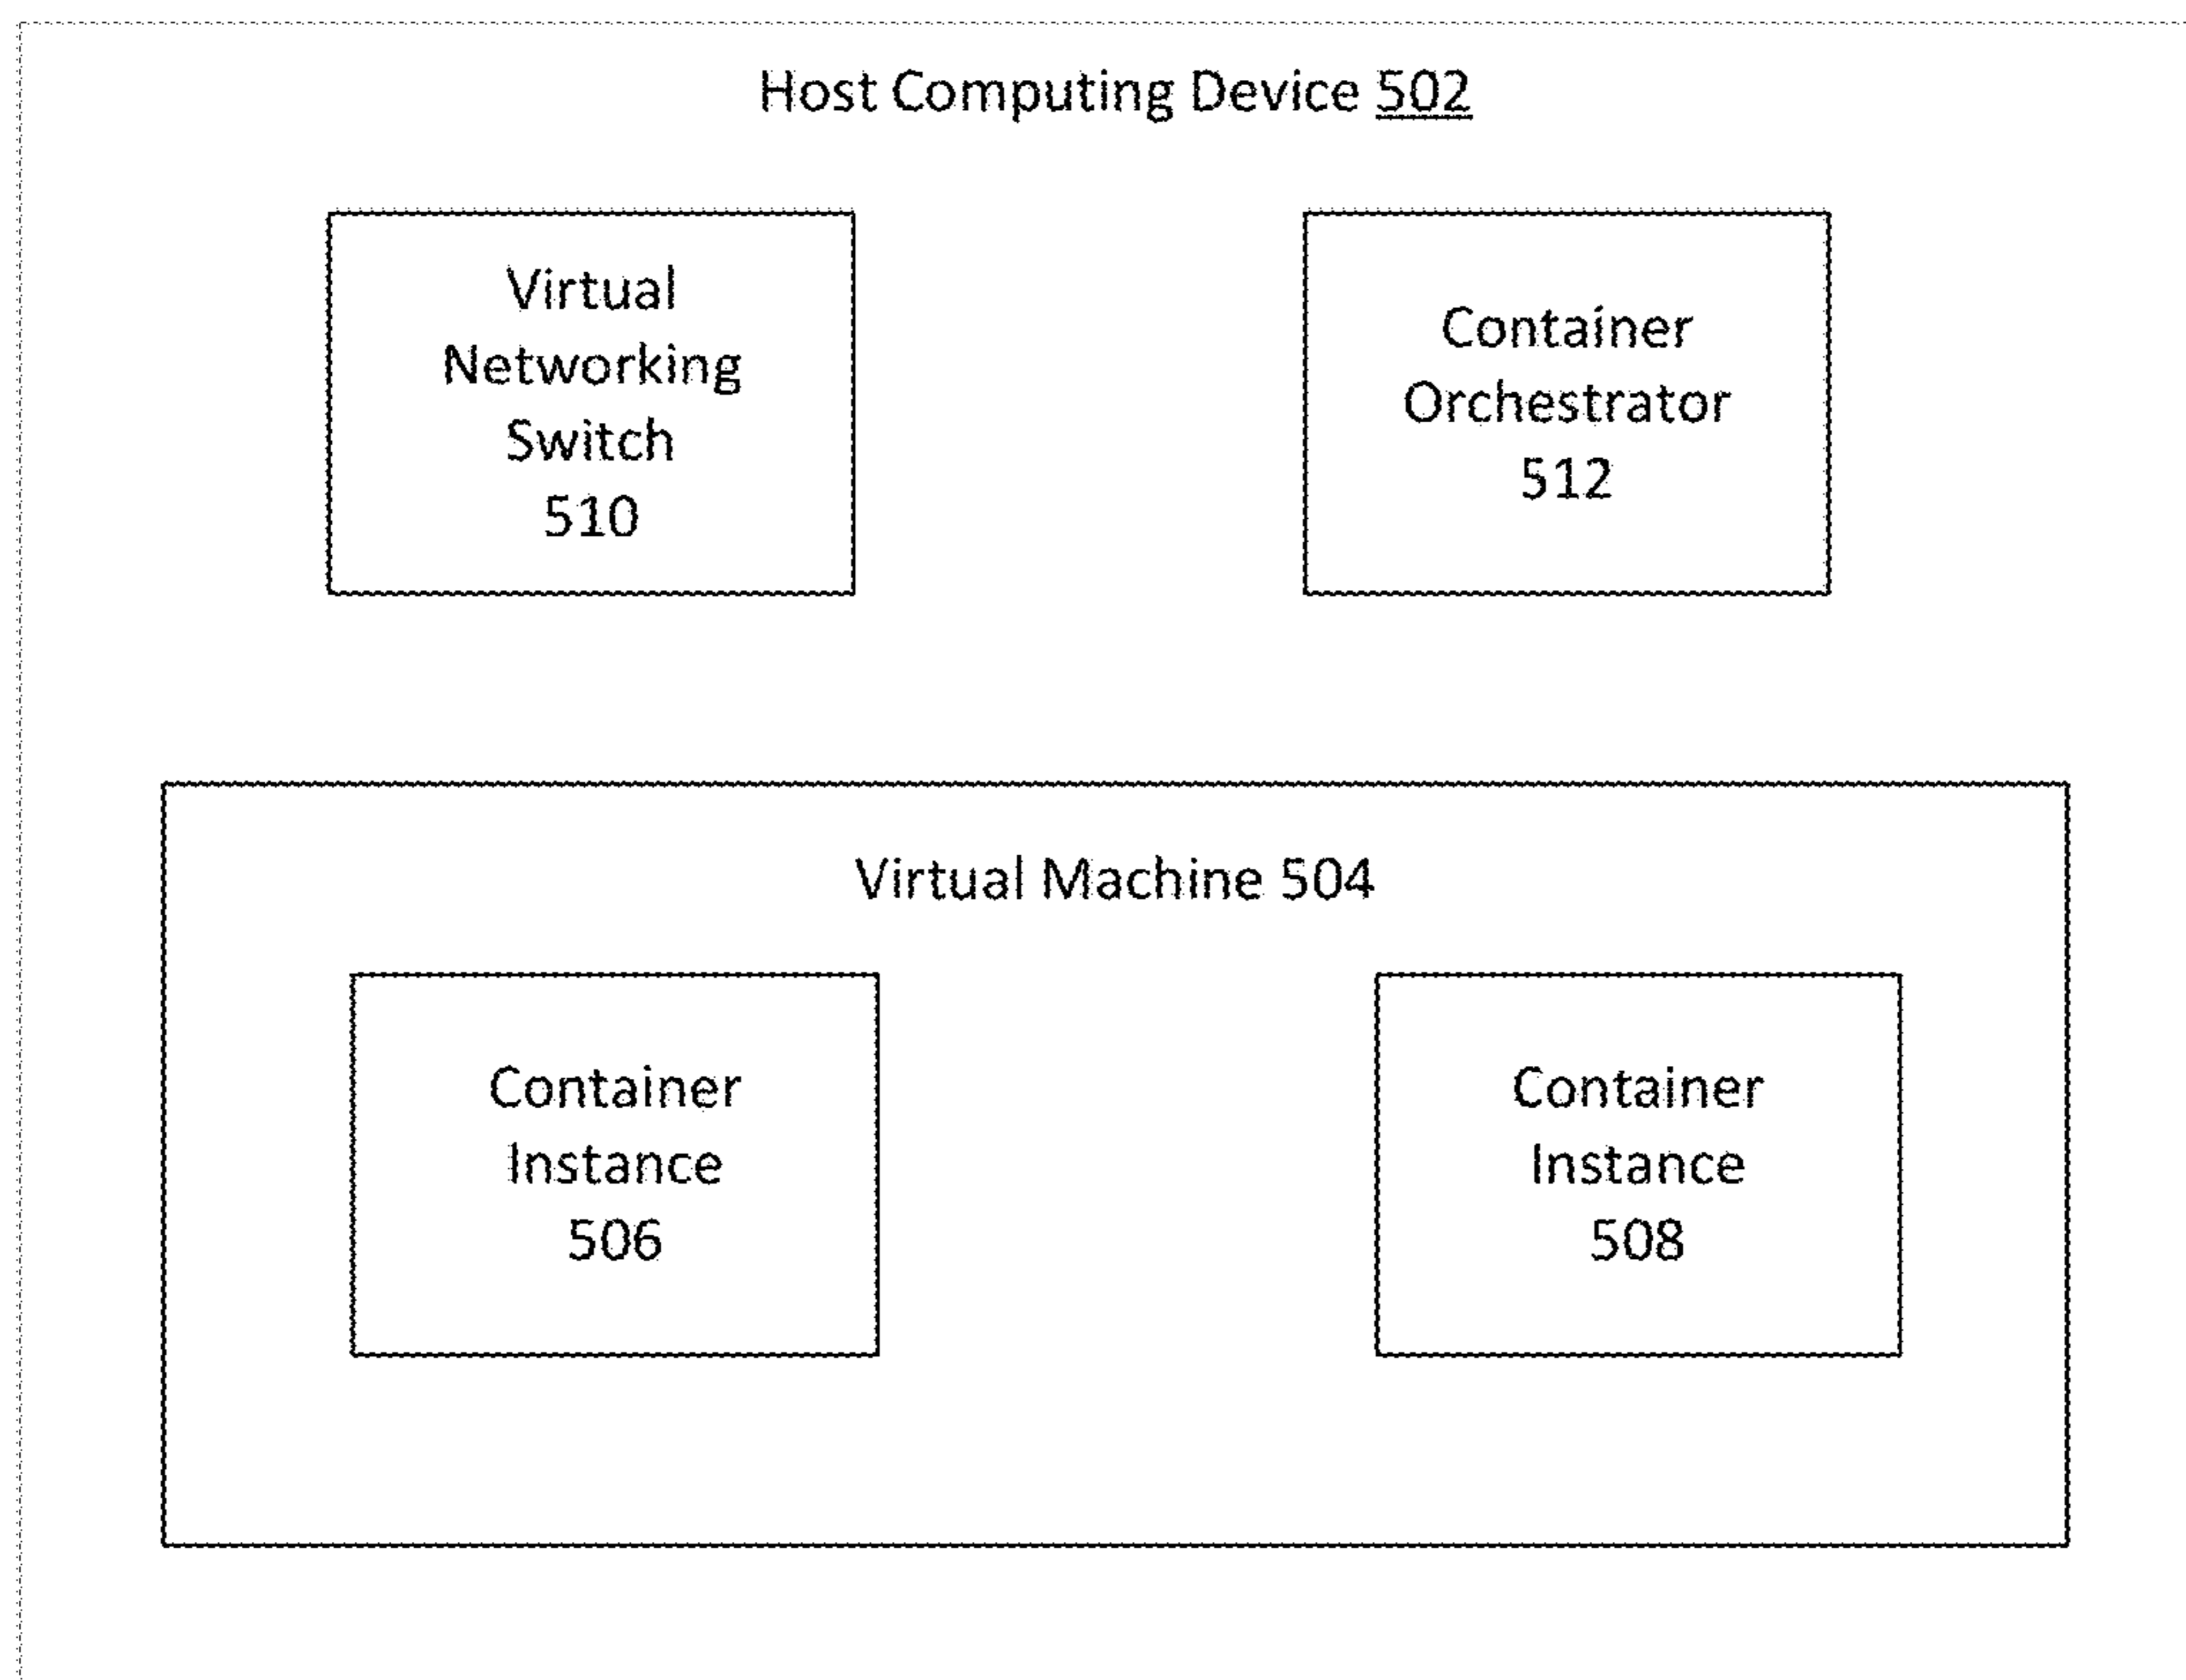 Host Computing Device 502
Virtual
Networking
Switch
510
Container
Orchestrator
512
Virtual Machine 504
Container
Instance
506
Container
Instance
508